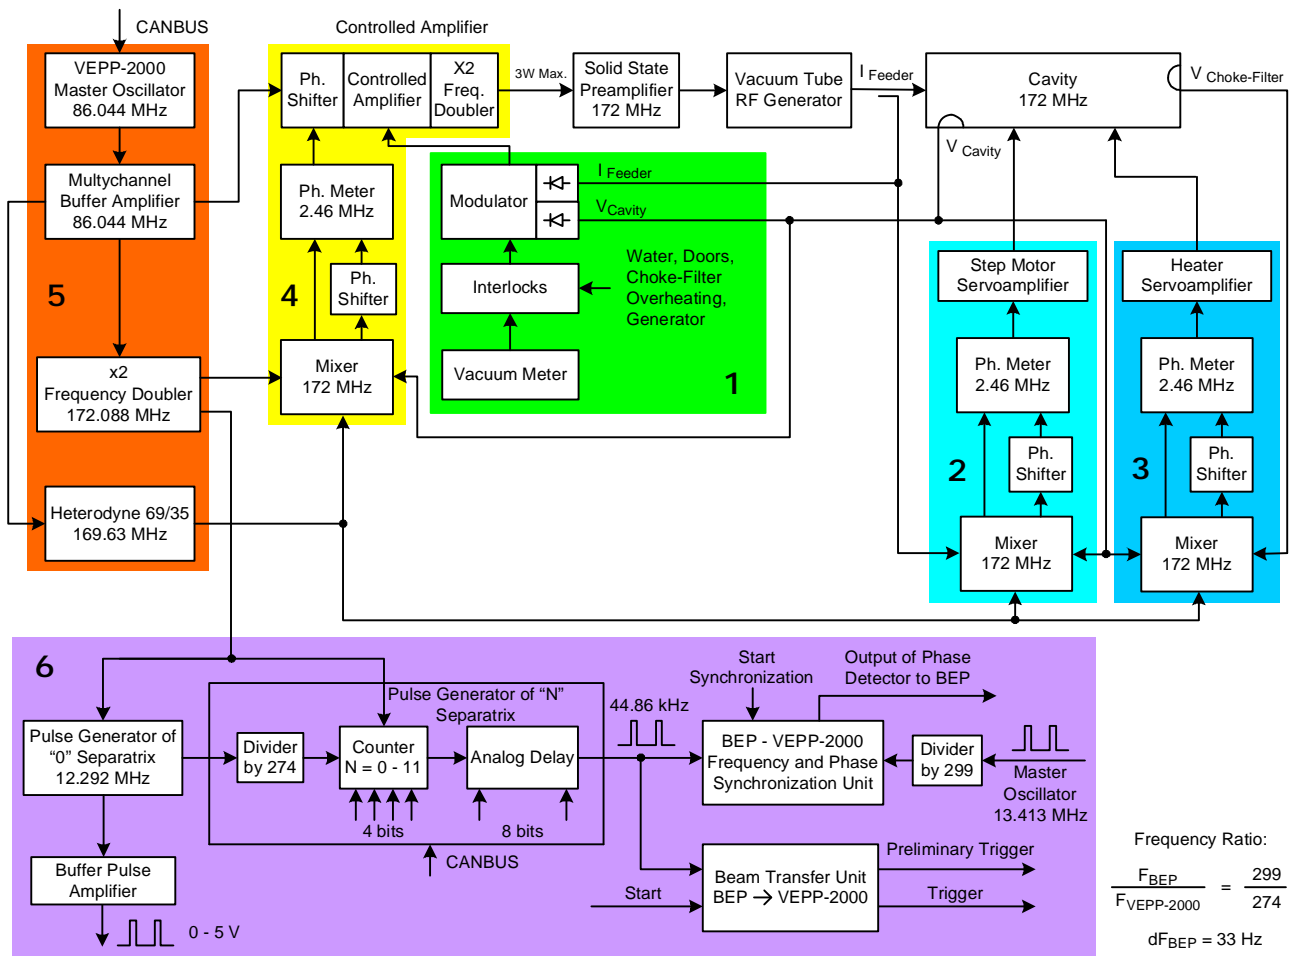 CANBUS
VEPP-2000
Master Oscillator
86.044 MHz
Multychannel
Buffer Amplifier
86.044 MHz
5
x2
Frequency Doubler
172.088 MHz
Heterodyne 69/35
169.63 MHz
Controlled Amplifier
Ph.
Shifter
Controlled
Amplifier
X2
Freq.
Doubler
3W Max.
Solid State
Preamplifier
172 MHz
Vacuum Tube
RF Generator
I Feeder
Cavity
172 MHz
V Choke-Filter
V Cavity
Ph. Meter
2.46 MHz
4
Ph.
Shifter
Mixer
172 MHz
Modulator
I Feeder
VCavity
Interlocks
Water, Doors,
Choke-Filter
Overheating,
Generator
Vacuum Meter
1
Step Motor
Servoamplifier
Ph. Meter
2.46 MHz
2
Ph.
Shifter
Mixer
172 MHz
Heater
Servoamplifier
Ph. Meter
2.46 MHz
3
Ph.
Shifter
Mixer
172 MHz
6
Pulse Generator of
“0” Separatrix
12.292 MHz
Buffer Pulse
Amplifier
0 - 5 V
Pulse Generator of “N”
Separatrix
Divider
by 274
Counter
N = 0 - 11
4 bits
Analog Delay
8 bits
CANBUS
44.86 kHz
Start
Synchronization
Output of Phase
Detector to BEP
BEP - VEPP-2000
Frequency and Phase
Synchronization Unit
Divider
by 299
Master
Oscillator
13.413 MHz
Start
Beam Transfer Unit
BEP → VEPP-2000
Preliminary Trigger
Trigger
Frequency Ratio:
FBEP
FVEPP-2000
=
299
274
dFBEP = 33 Hz